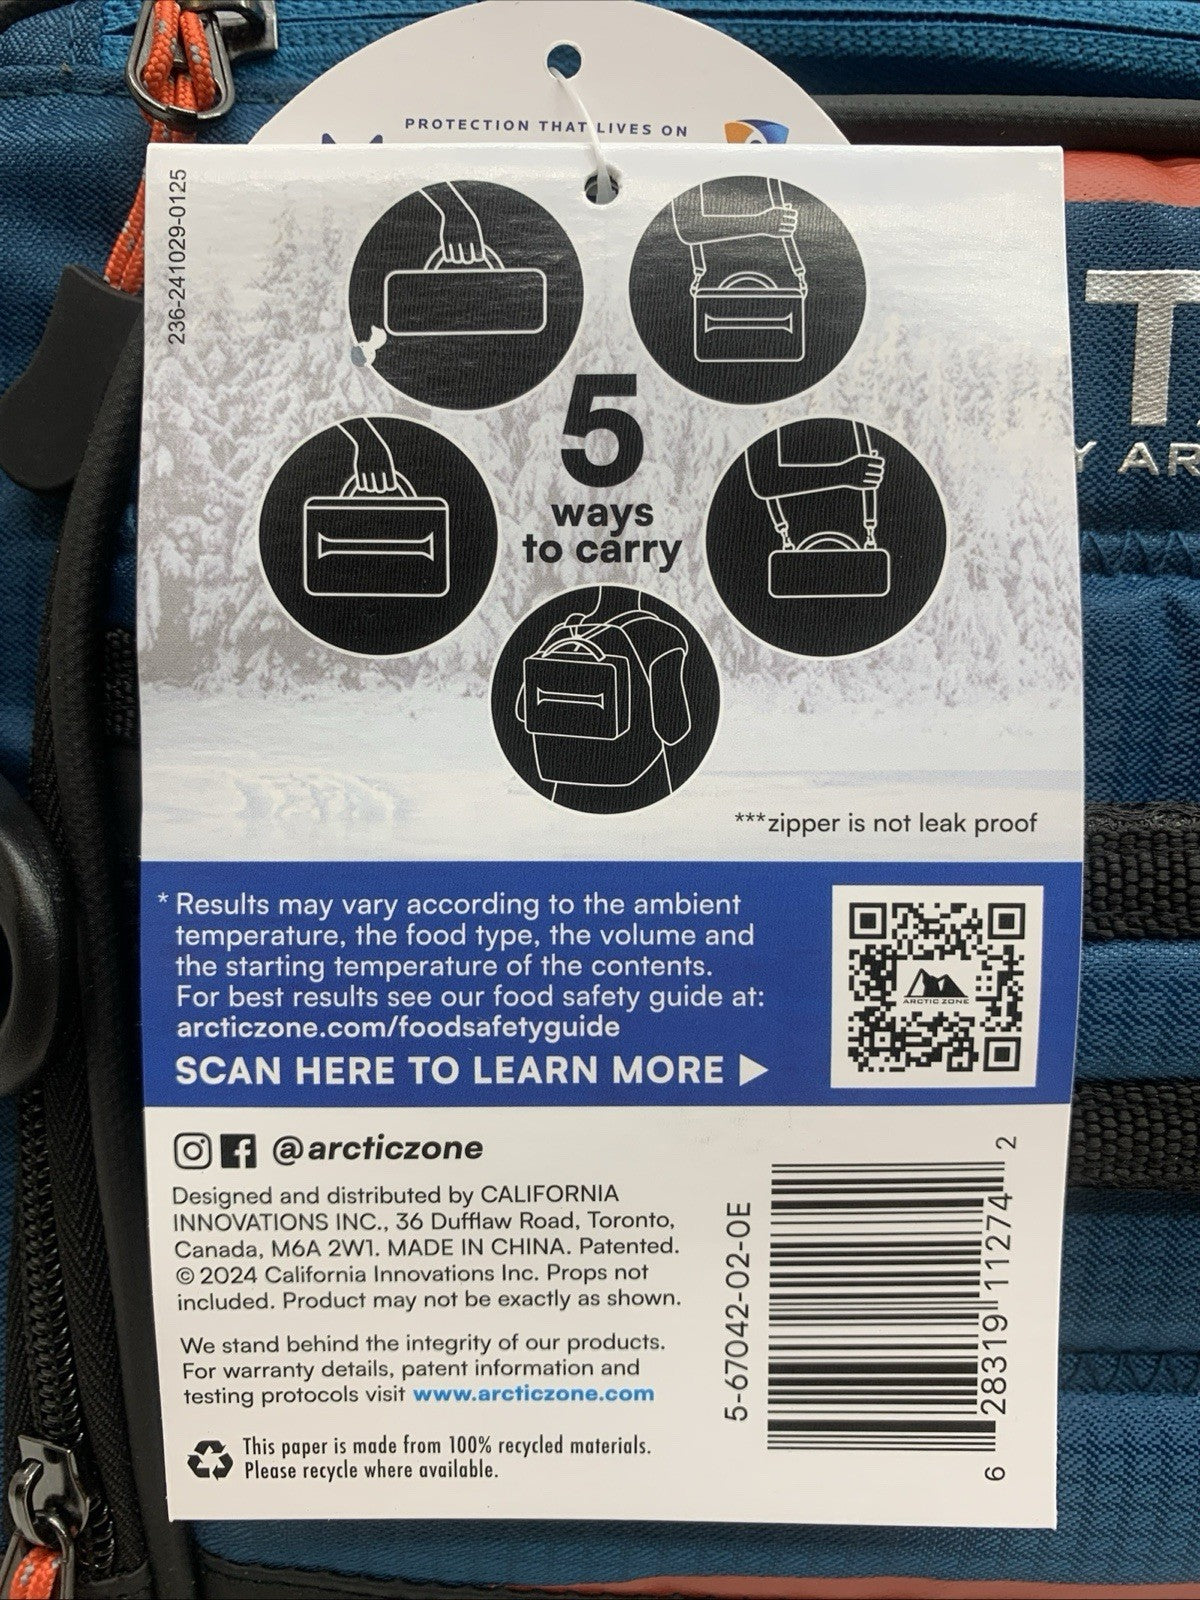 PROTECTION THAT LIVES ON
236-241029-0125
5
ways
to carry
***zipper is not leak proof
* Results may vary according to the ambient
temperature, the food type, the volume and
the starting temperature of the contents.
For best results see our food safety guide at:
arcticzone.com/foodsafetyguide
SCAN HERE TO LEARN MORE
ARCTIC ZONE
@arcticzone
Designed and distributed by CALIFORNIA
INNOVATIONS INC., 36 Dufflaw Road, Toronto,
Canada, M6A 2W1. MADE IN CHINA. Patented.
© 2024 California Innovations Inc. Props not
included. Product may not be exactly as shown.
We stand behind the integrity of our products.
For warranty details, patent information and
testing protocols visit www.arcticzone.com
This paper is made from 100% recycled materials.
Please recycle where available.
5-67042-02-OE
6 28319 11274 2
T
Y AR